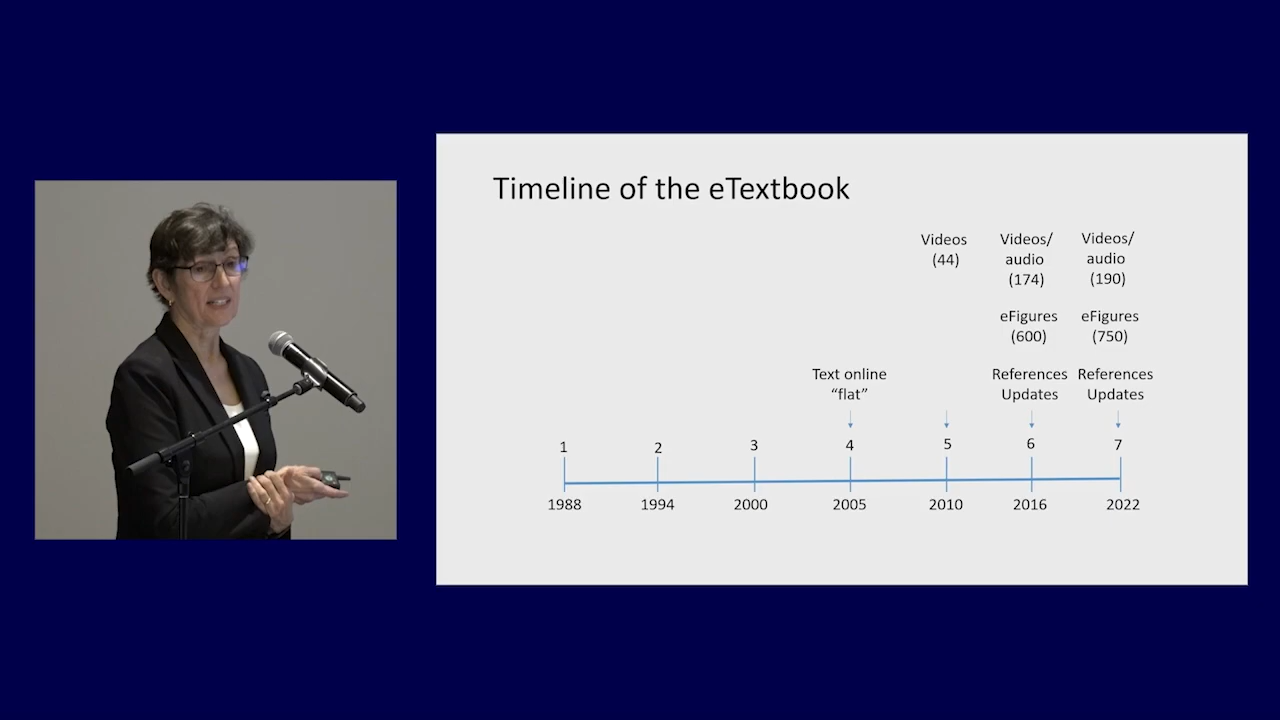 Timeline of the eTextbook
Videos
(44)
Videos/
audio
(174)
Videos/
audio
(190)
eFigures
(600)
eFigures
(750)
Text online
“flat”
References
Updates
References
Updates
1
2
3
4
5
6
7
1988
1994
2000
2005
2010
2016
2022